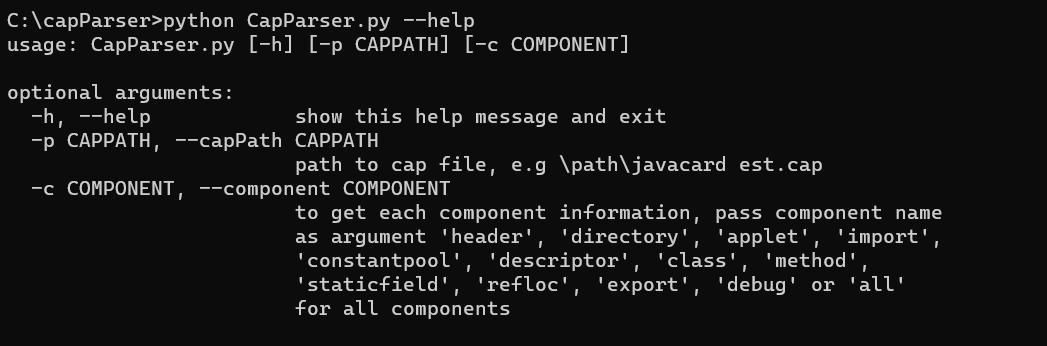 C:\capParser>python CapParser.py --help
usage: CapParser.py [-h] [-p CAPPATH] [-c COMPONENT]
optional arguments:
-h, --help show this help message and exit
-p CAPPATH, --capPath CAPPATH
path to cap file, e.g \path\javacard est.cap
-c COMPONENT, --component COMPONENT
to get each component information, pass component name
as argument 'header', 'directory', 'applet', 'import',
'constantpool', 'descriptor', 'class', 'method',
'staticfield', 'refloc', 'export', 'debug' or 'all'
for all components